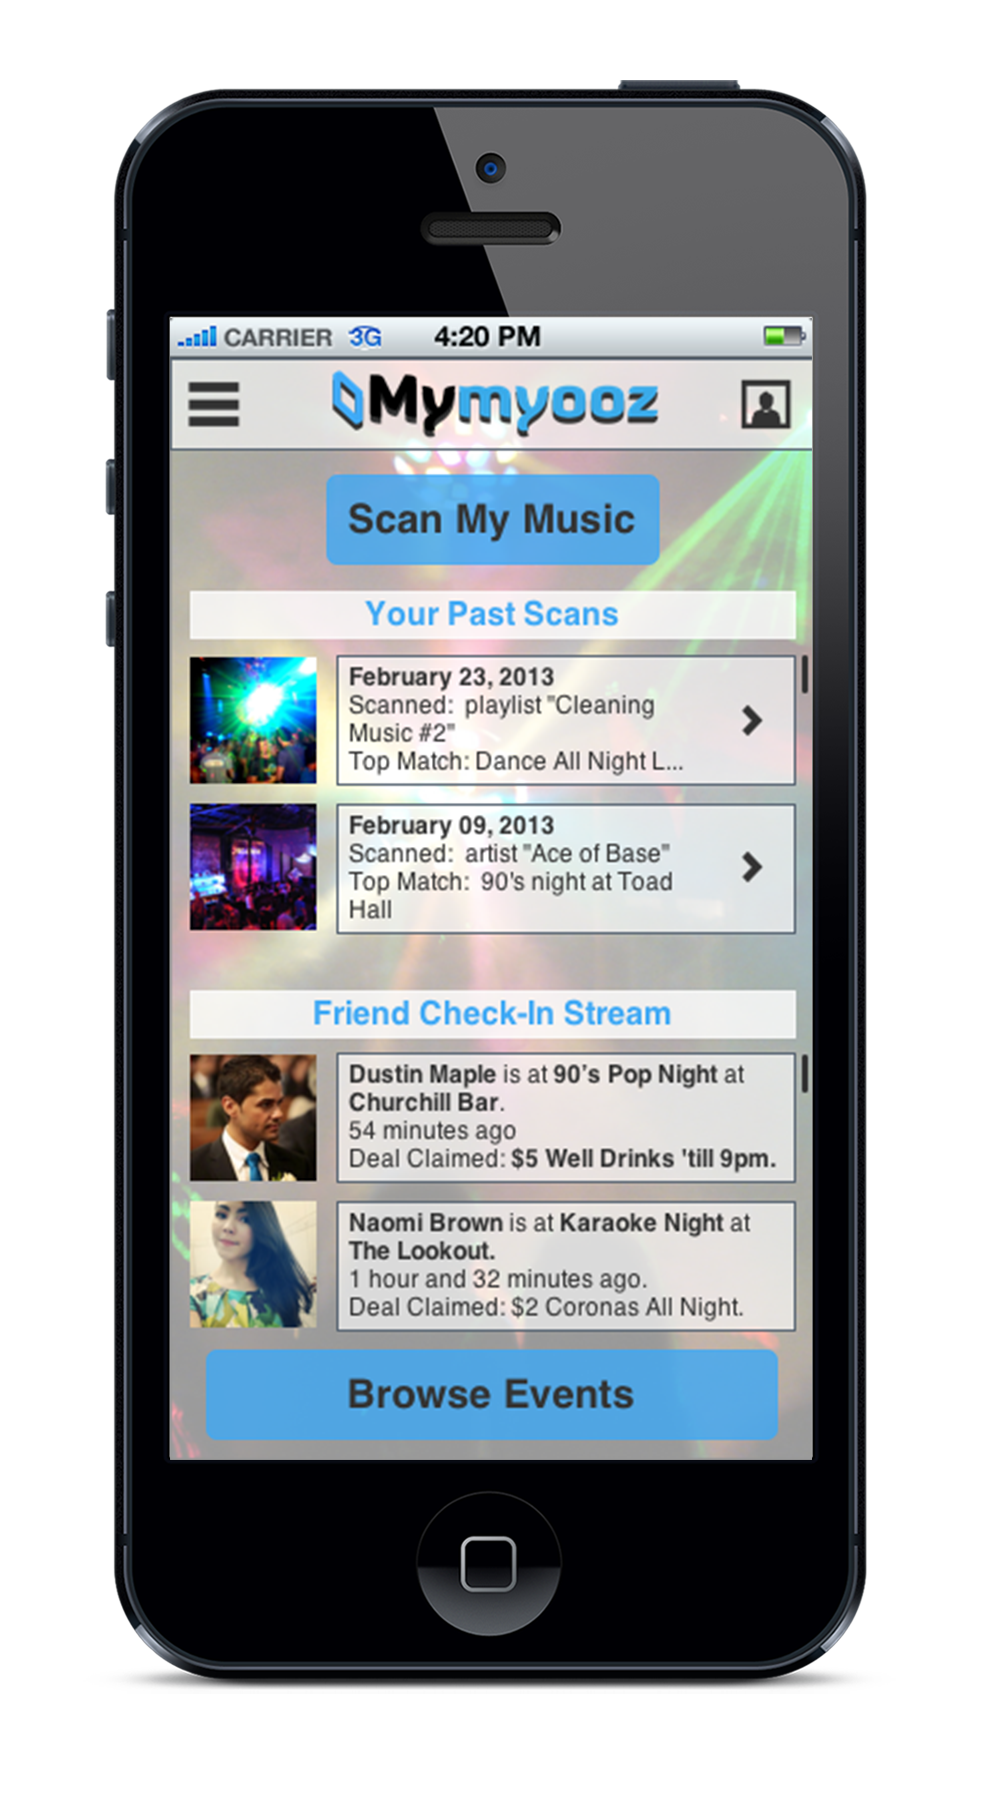 CARRIER 3G 4:20 PM
Mymyooz
Scan My Music
Your Past Scans
February 23, 2013
Scanned: playlist "Cleaning
Music #2"
Top Match: Dance All Night L...
February 09, 2013
Scanned: artist "Ace of Base"
Top Match: 90's night at Toad
Hall
Friend Check-In Stream
Dustin Maple is at 90's Pop Night at
Churchill Bar.
54 minutes ago
Deal Claimed: $5 Well Drinks 'till 9pm.
Naomi Brown is at Karaoke Night at
The Lookout.
1 hour and 32 minutes ago.
Deal Claimed: $2 Coronas All Night.
Browse Events